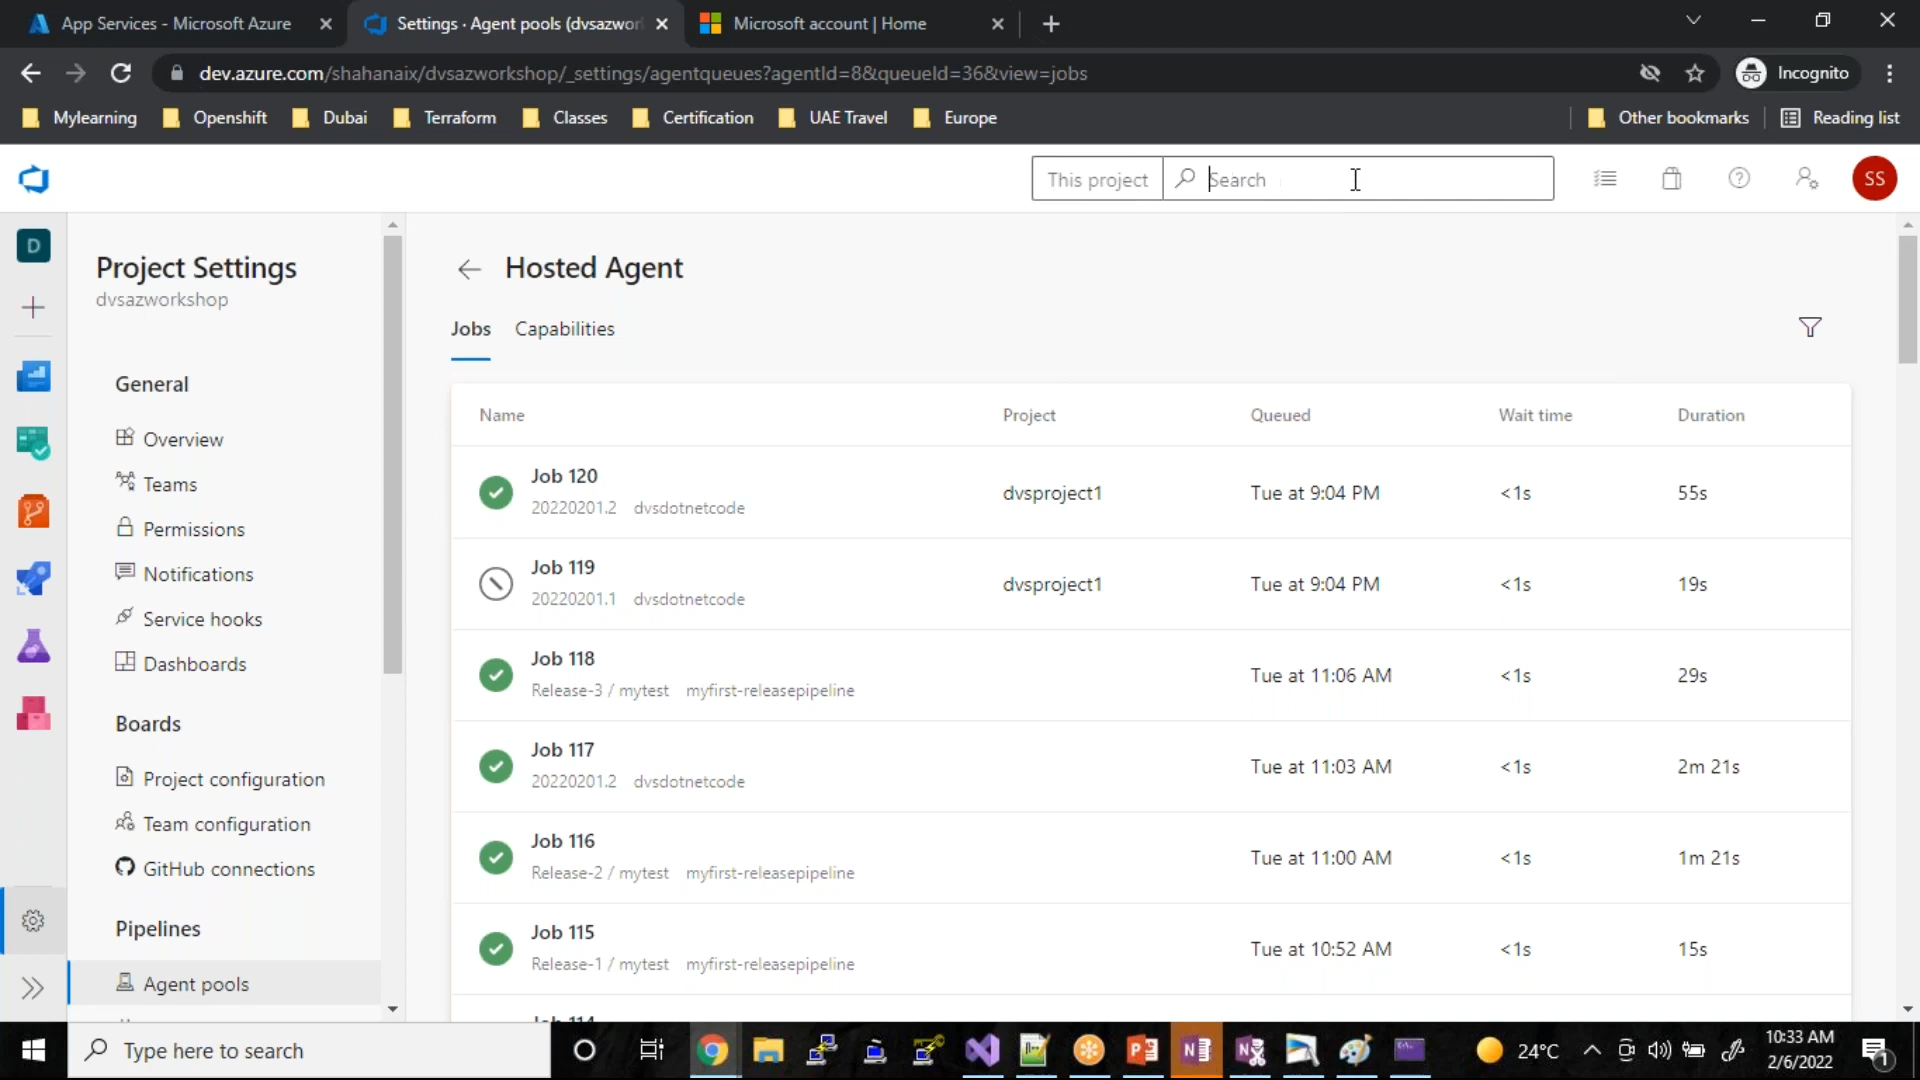 App Services - Microsoft Azure
Settings · Agent pools (dvsazwor
Microsoft account | Home
dev.azure.com/shahanaix/dvsazworkshop/_settings/agentqueues?agentId=8&queueId=36&view=jobs
Incognito
Mylearning Openshift Dubai Terraform Classes Certification UAE Travel Europe Other bookmarks Reading list
This project Search SS
D
Project Settings
dvsazworkshop
General
Overview
Teams
Permissions
Notifications
Service hooks
Dashboards
Boards
Project configuration
Team configuration
GitHub connections
Pipelines
Agent pools
Hosted Agent
Jobs Capabilities
Name Project Queued Wait time Duration
Job 120
20220201.2 dvsdotnetcode dvsproject1 Tue at 9:04 PM <1s 55s
Job 119
20220201.1 dvsdotnetcode dvsproject1 Tue at 9:04 PM <1s 19s
Job 118
Release-3 / mytest myfirst-releasepipeline Tue at 11:06 AM <1s 29s
Job 117
20220201.2 dvsdotnetcode Tue at 11:03 AM <1s 2m 21s
Job 116
Release-2 / mytest myfirst-releasepipeline Tue at 11:00 AM <1s 1m 21s
Job 115
Release-1 / mytest myfirst-releasepipeline Tue at 10:52 AM <1s 15s
Job 114
Type here to search
24°C
10:33 AM
2/6/2022
1